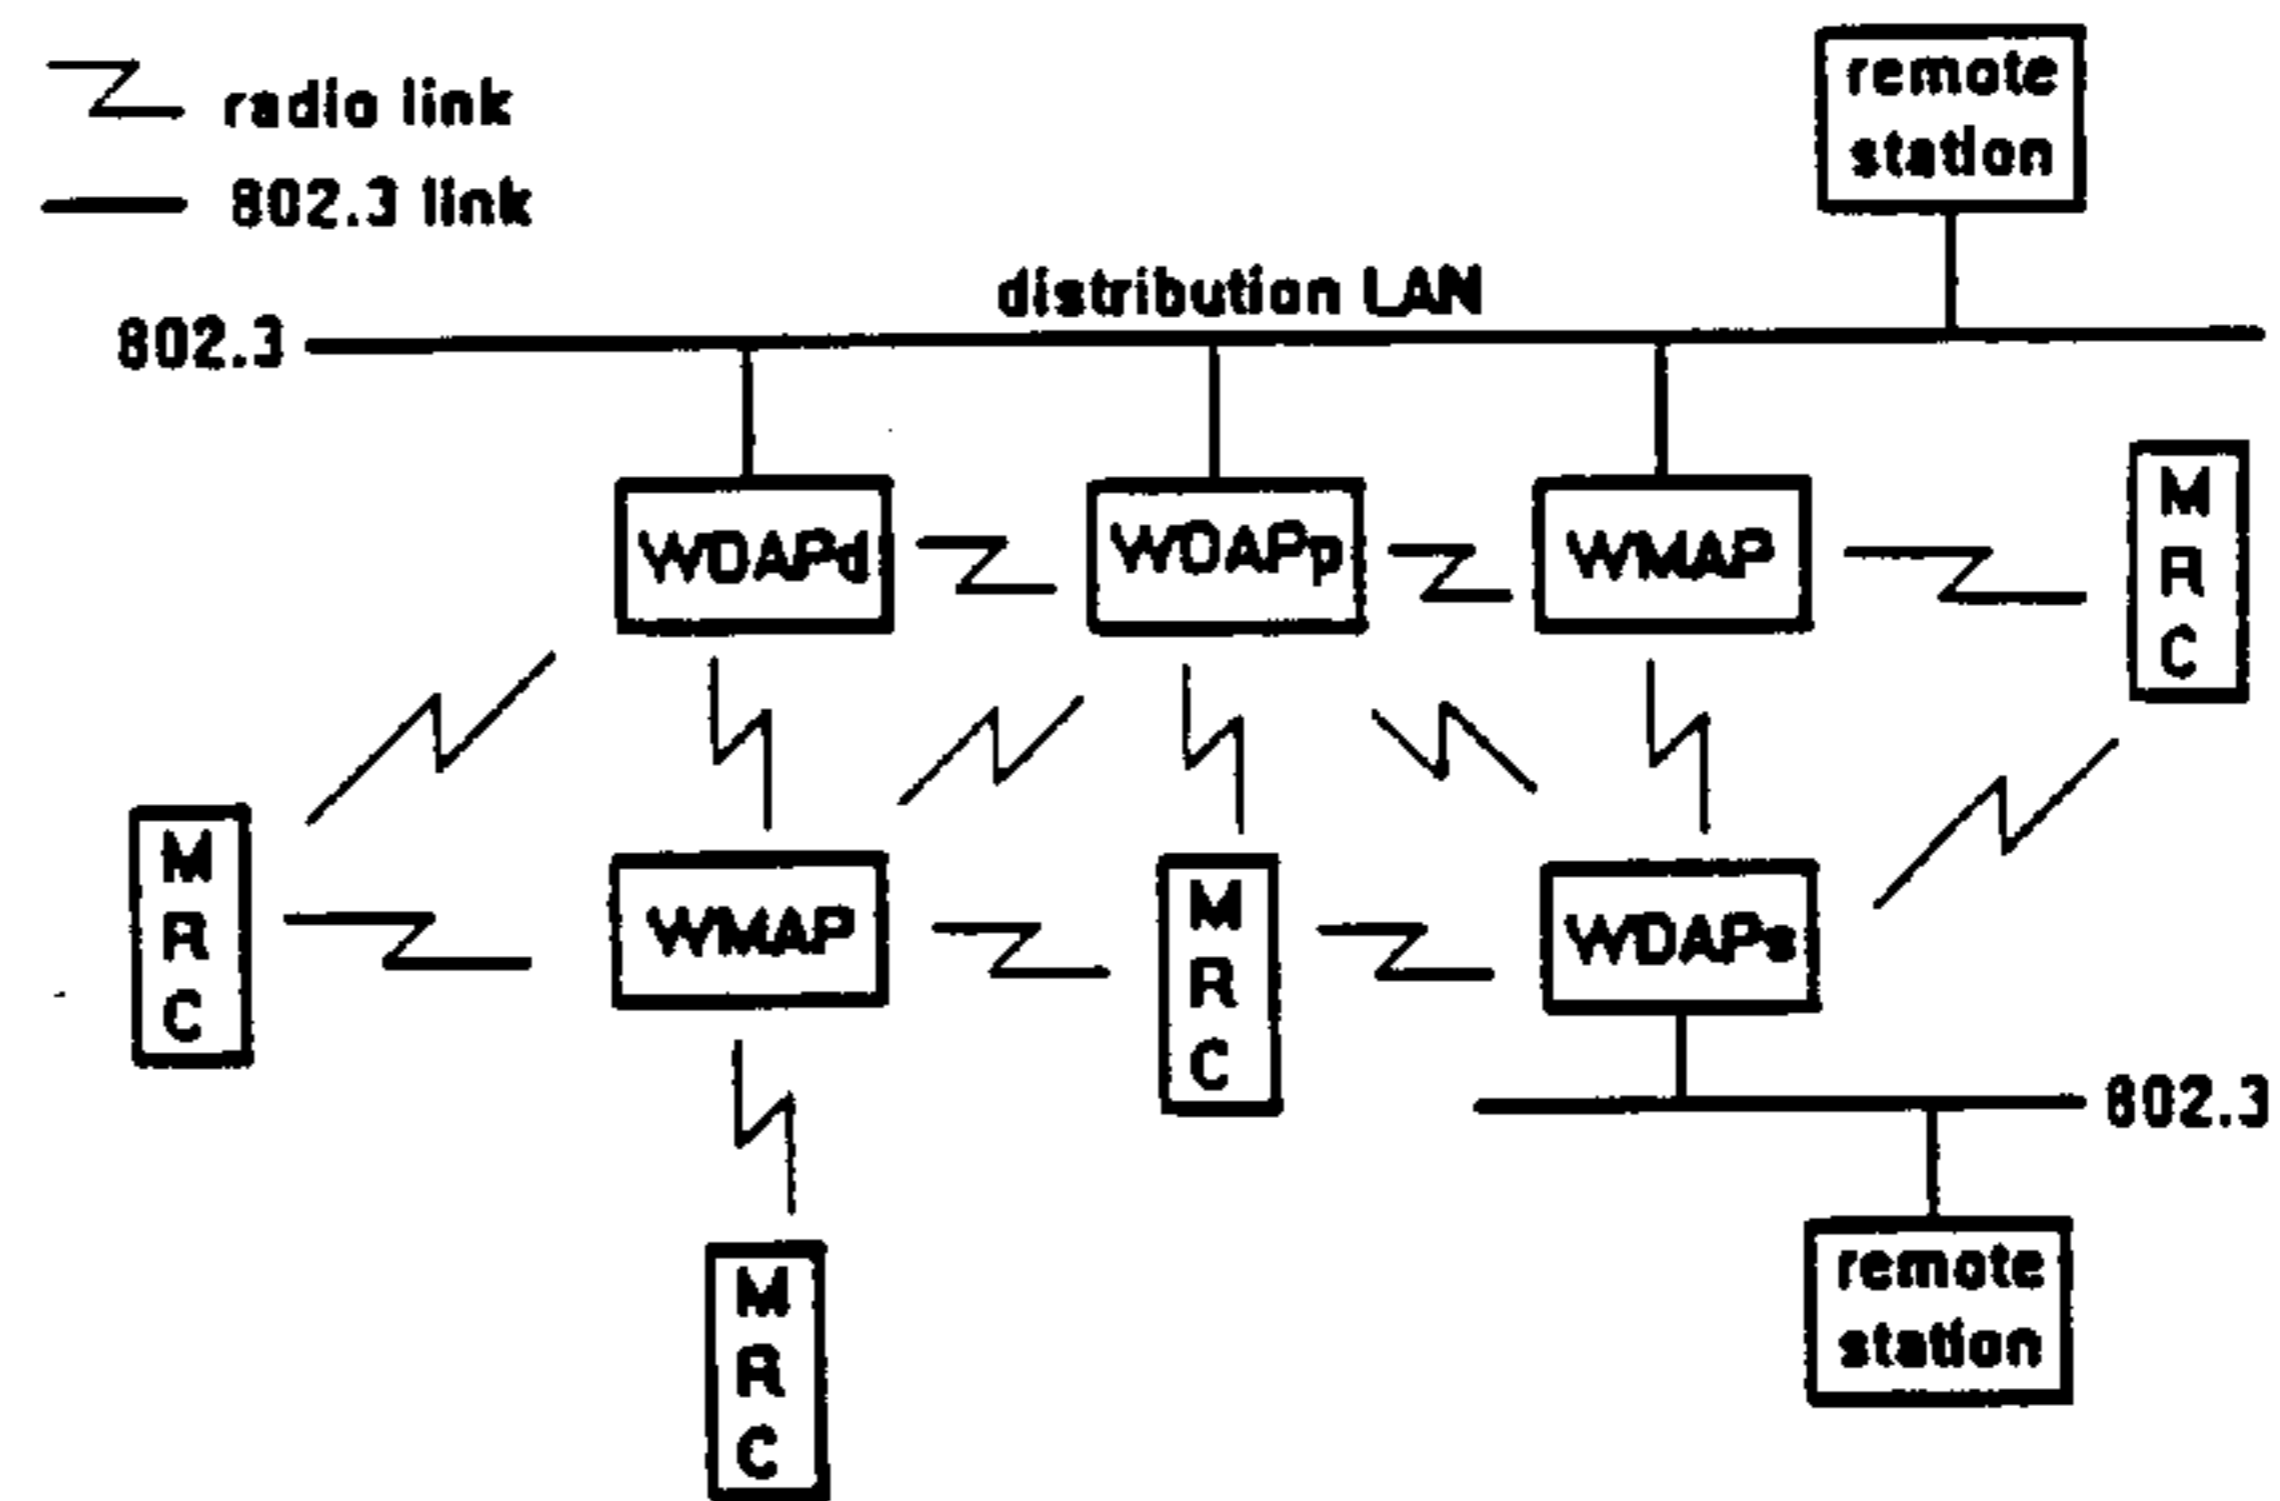 radio link
802.3 link
remote
station
distribution LAN
802.3
WDAPd
WDAPp
WMAP
M
R
C
M
R
C
WMAP
M
R
C
WDAPs
802.3
M
R
C
remote
station